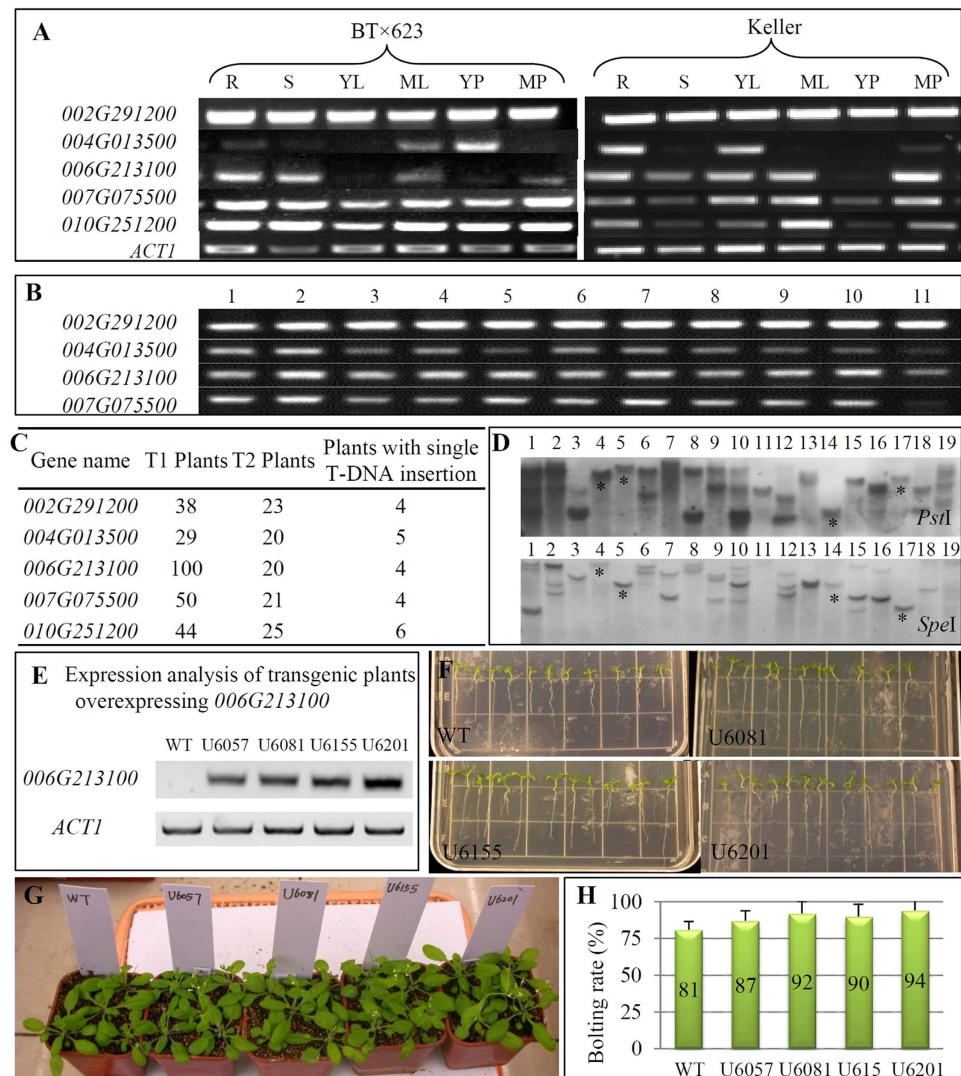 A
BT×623
Keller
R S YL ML YP MP R S YL ML YP MP
002G291200
004G013500
006G213100
007G075500
010G251200
ACT1
B
1 2 3 4 5 6 7 8 9 10 11
002G291200
004G013500
006G213100
007G075500
C
Gene name T1 Plants T2 Plants Plants with single T-DNA insertion
002G291200 38 23 4
004G013500 29 20 5
006G213100 100 20 4
007G075500 50 21 4
010G251200 44 25 6
D
1 2 3 4 5 6 7 8 9 10 11 12 13 14 15 16 17 18 19
* * * *
PstI
1 2 3 4 5 6 7 8 9 10 11 12 13 14 15 16 17 18 19
* * * *
SpeI
E Expression analysis of transgenic plants
overexpressing 006G213100
WT U6057 U6081 U6155 U6201
006G213100
ACT1
F
WT
U6081
U6155
U6201
G
WT
U6057
U6081
U6155
U6201
H
Bolting rate (%)
100
75
50
25
0
81 87 92 90 94
WT U6057 U6081 U615 U6201